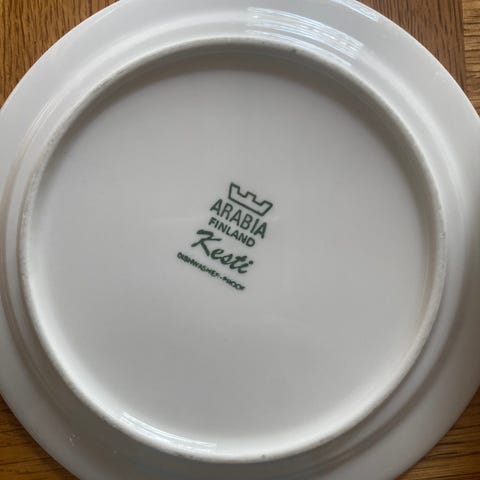 ARABIA
FINLAND
Kesti
DISHWASHER-PROOF